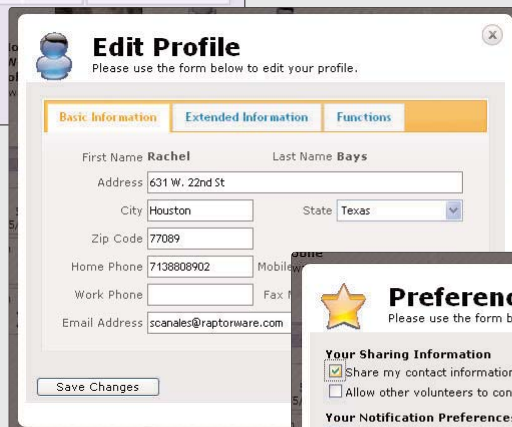 Edit Profile
Please use the form below to edit your profile.
Basic Information Extended Information Functions
First Name Rachel Last Name Bays
Address 631 W. 22nd St
City Houston State Texas
Zip Code 77089
Home Phone 7138808902 Mobile
Work Phone Fax
Email Address scanales@raptorware.com
Save Changes
Preferenc
Please use the form b
Your Sharing Information
Share my contact information
Allow other volunteers to con
Your Notification Preferences